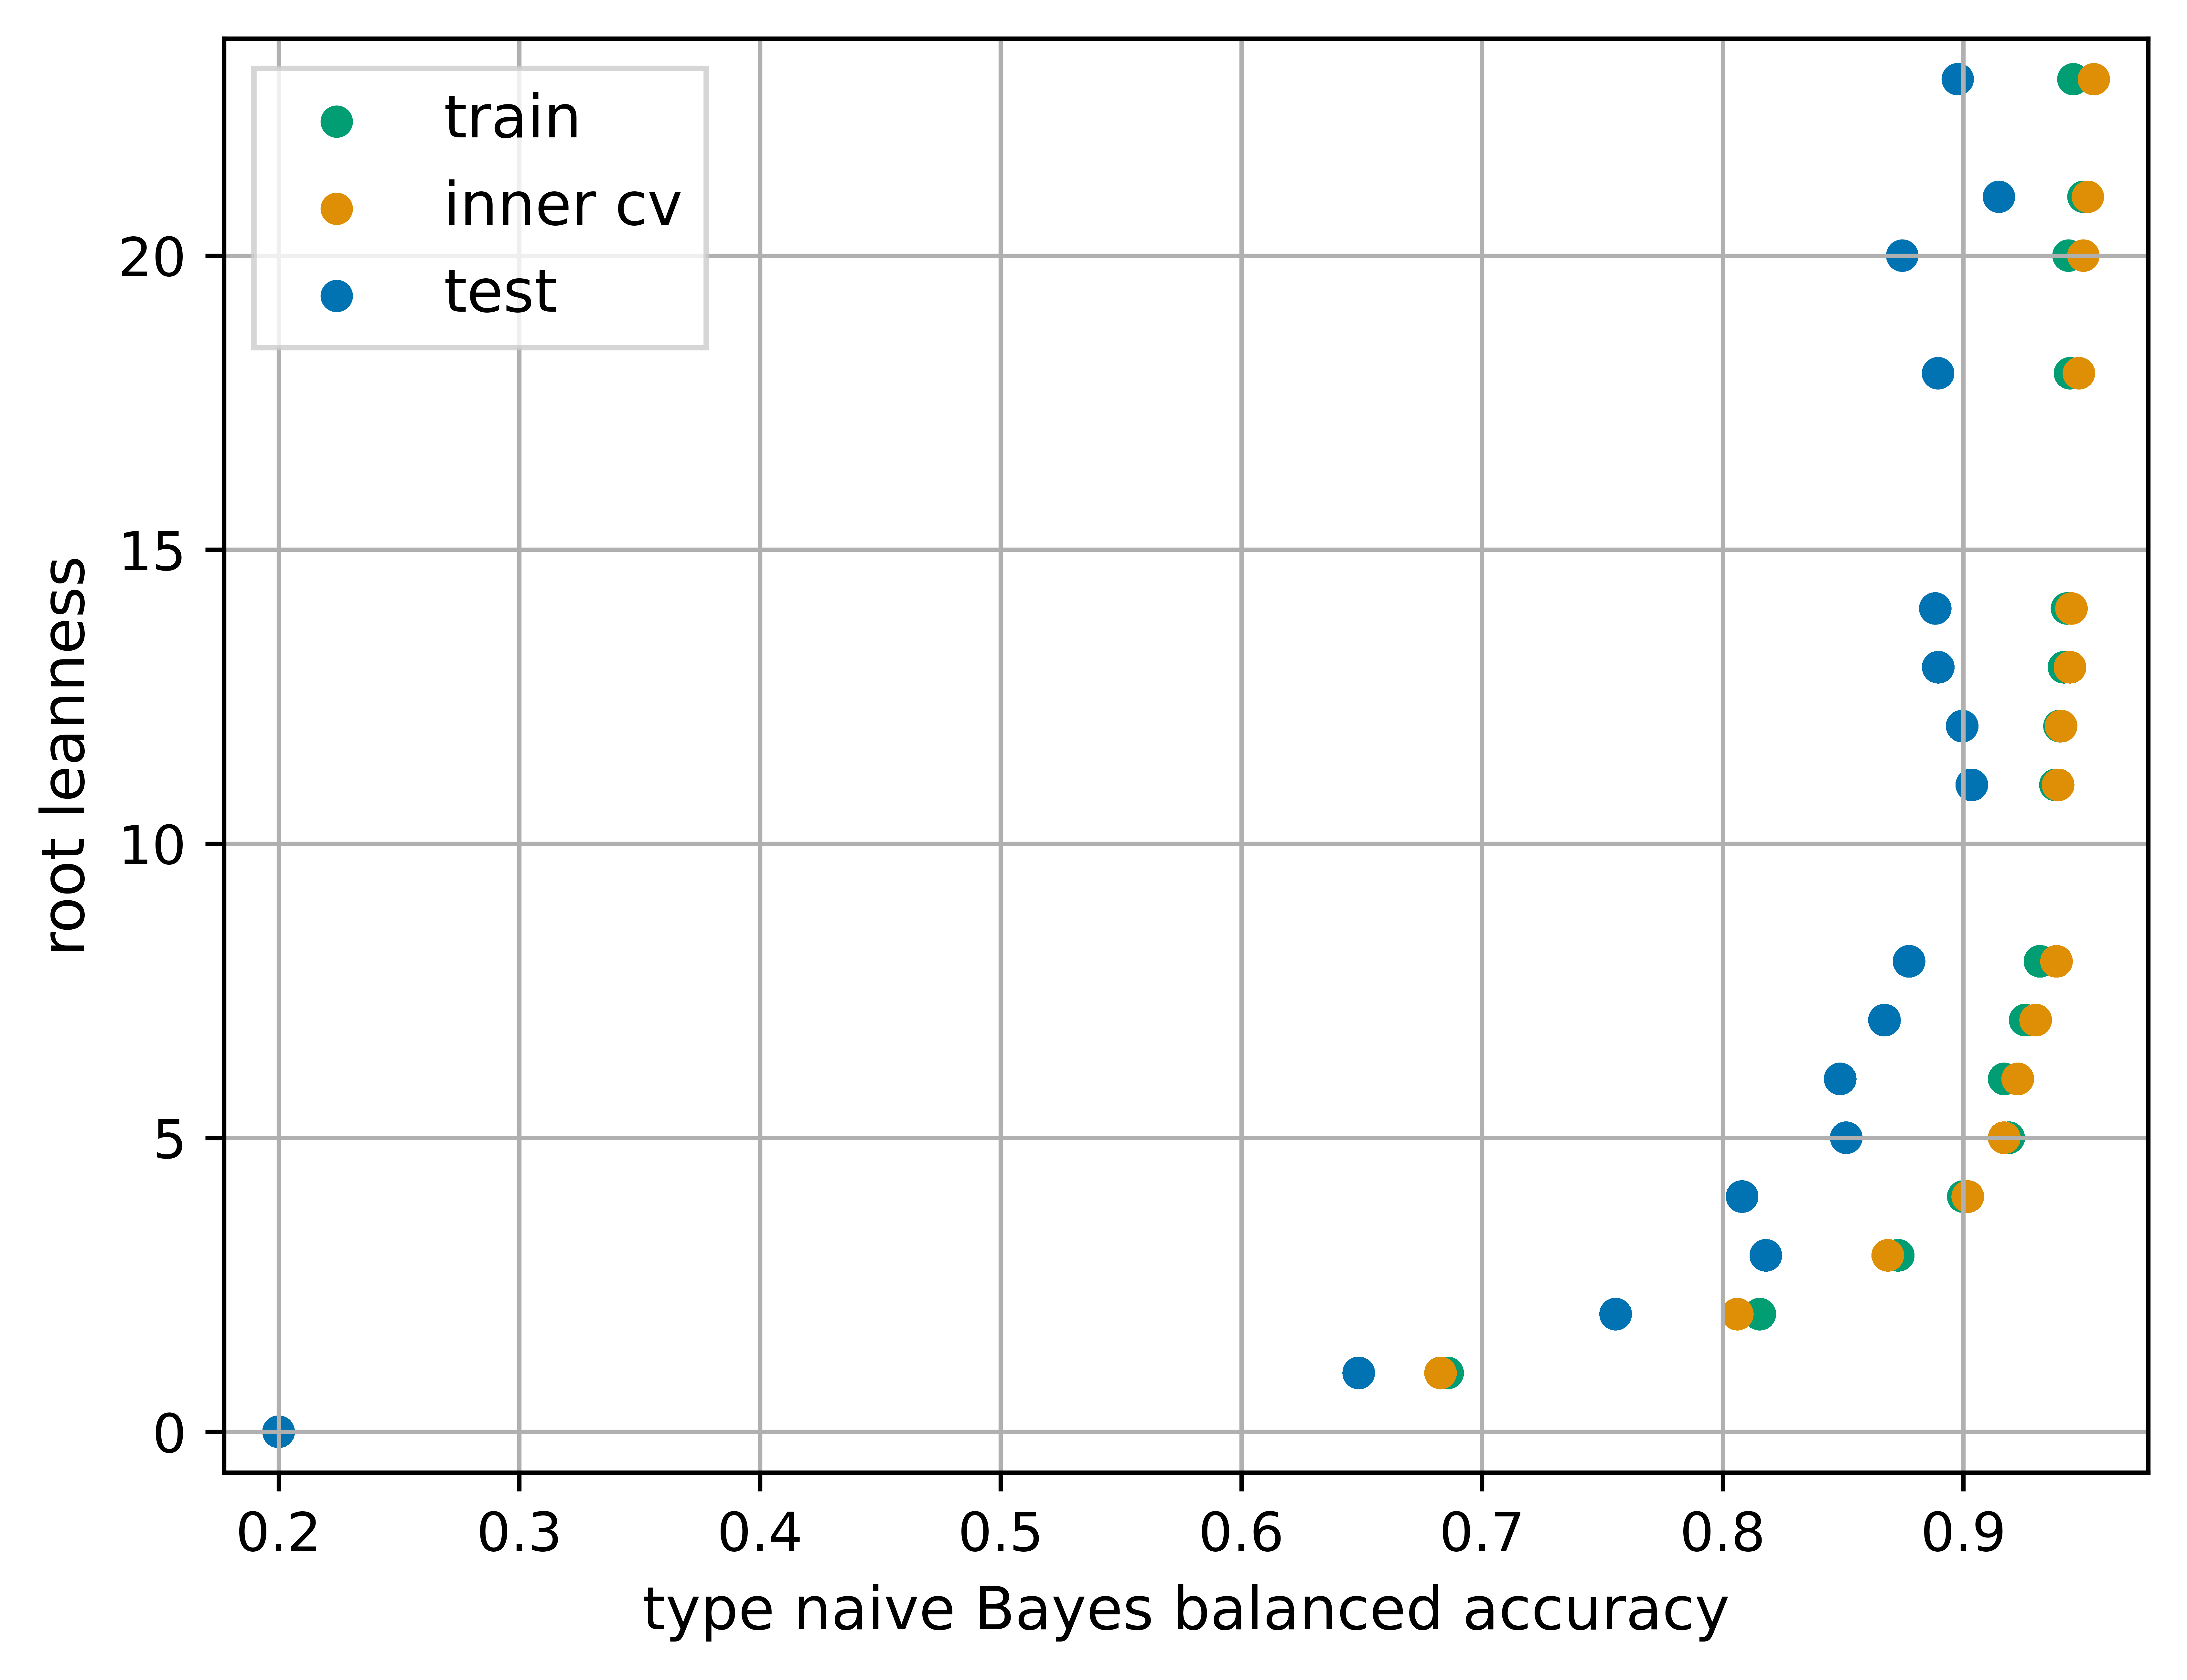 train
inner cv
test
20
15
10
5
0
root leanness
0.2 0.3 0.4 0.5 0.6 0.7 0.8 0.9
type naive Bayes balanced accuracy